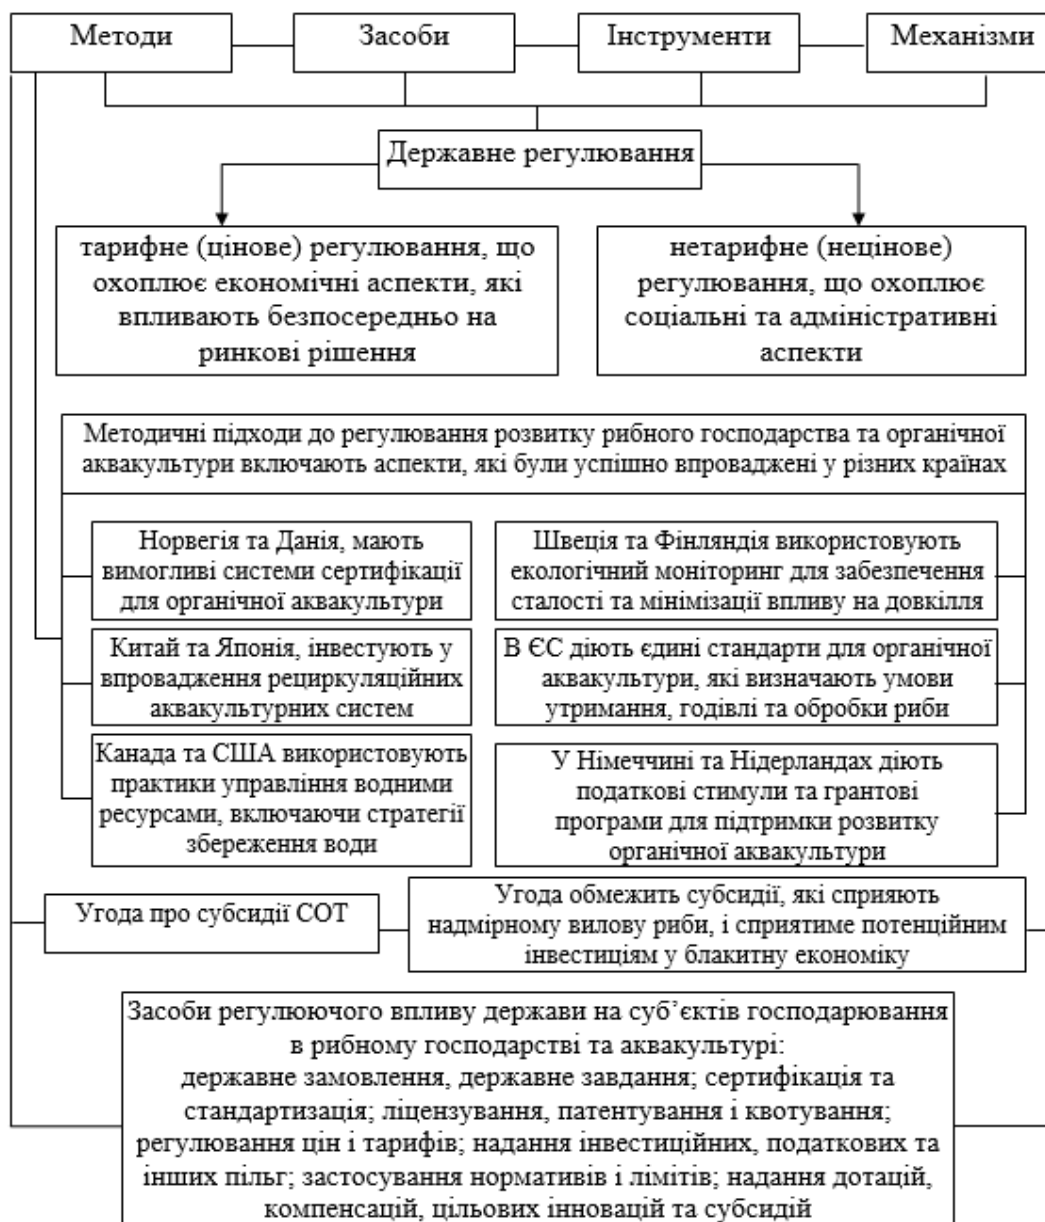 Методи
Засоби
Інструменти
Механізми
Державне регулювання
тарифне (цінове) регулювання, що
охоплює економічні аспекти, які
впливають безпосередньо на
ринкові рішення
нетарифне (нецінове)
регулювання, що охоплює
соціальні та адміністративні
аспекти
Методичні підходи до регулювання розвитку рибного господарства та органічної
аквакультури включають аспекти, які були успішно впроваджені у різних країнах
Норвегія та Данія, мають
вимогливі системи сертифікації
для органічної аквакультури
Швеція та Фінляндія використовують
екологічний моніторинг для забезпечення
сталості та мінімізації впливу на довкілля
Китай та Японія, інвестують у
впровадження рециркуляційних
аквакультурних систем
В ЄС діють єдині стандарти для органічної
аквакультури, які визначають умови
утримання, годівлі та обробки риби
Канада та США використовують
практики управління водними
ресурсами, включаючи стратегії
збереження води
У Німеччині та Нідерландах діють
податкові стимули та грантові
програми для підтримки розвитку
органічної аквакультури
Угода про субсидії СОТ
Угода обмежить субсидії, які сприяють
надмірному вилову риби, і сприятиме потенційним
інвестиціям у блакитну економіку
Засоби регулюючого впливу держави на суб’єктів господарювання
в рибному господарстві та аквакультурі:
державне замовлення, державне завдання; сертифікація та
стандартизація; ліцензування, патентування і квотування;
регулювання цін і тарифів; надання інвестиційних, податкових та
інших пільг; застосування нормативів і лімітів; надання дотацій,
компенсацій, цільових інновацій та субсидій